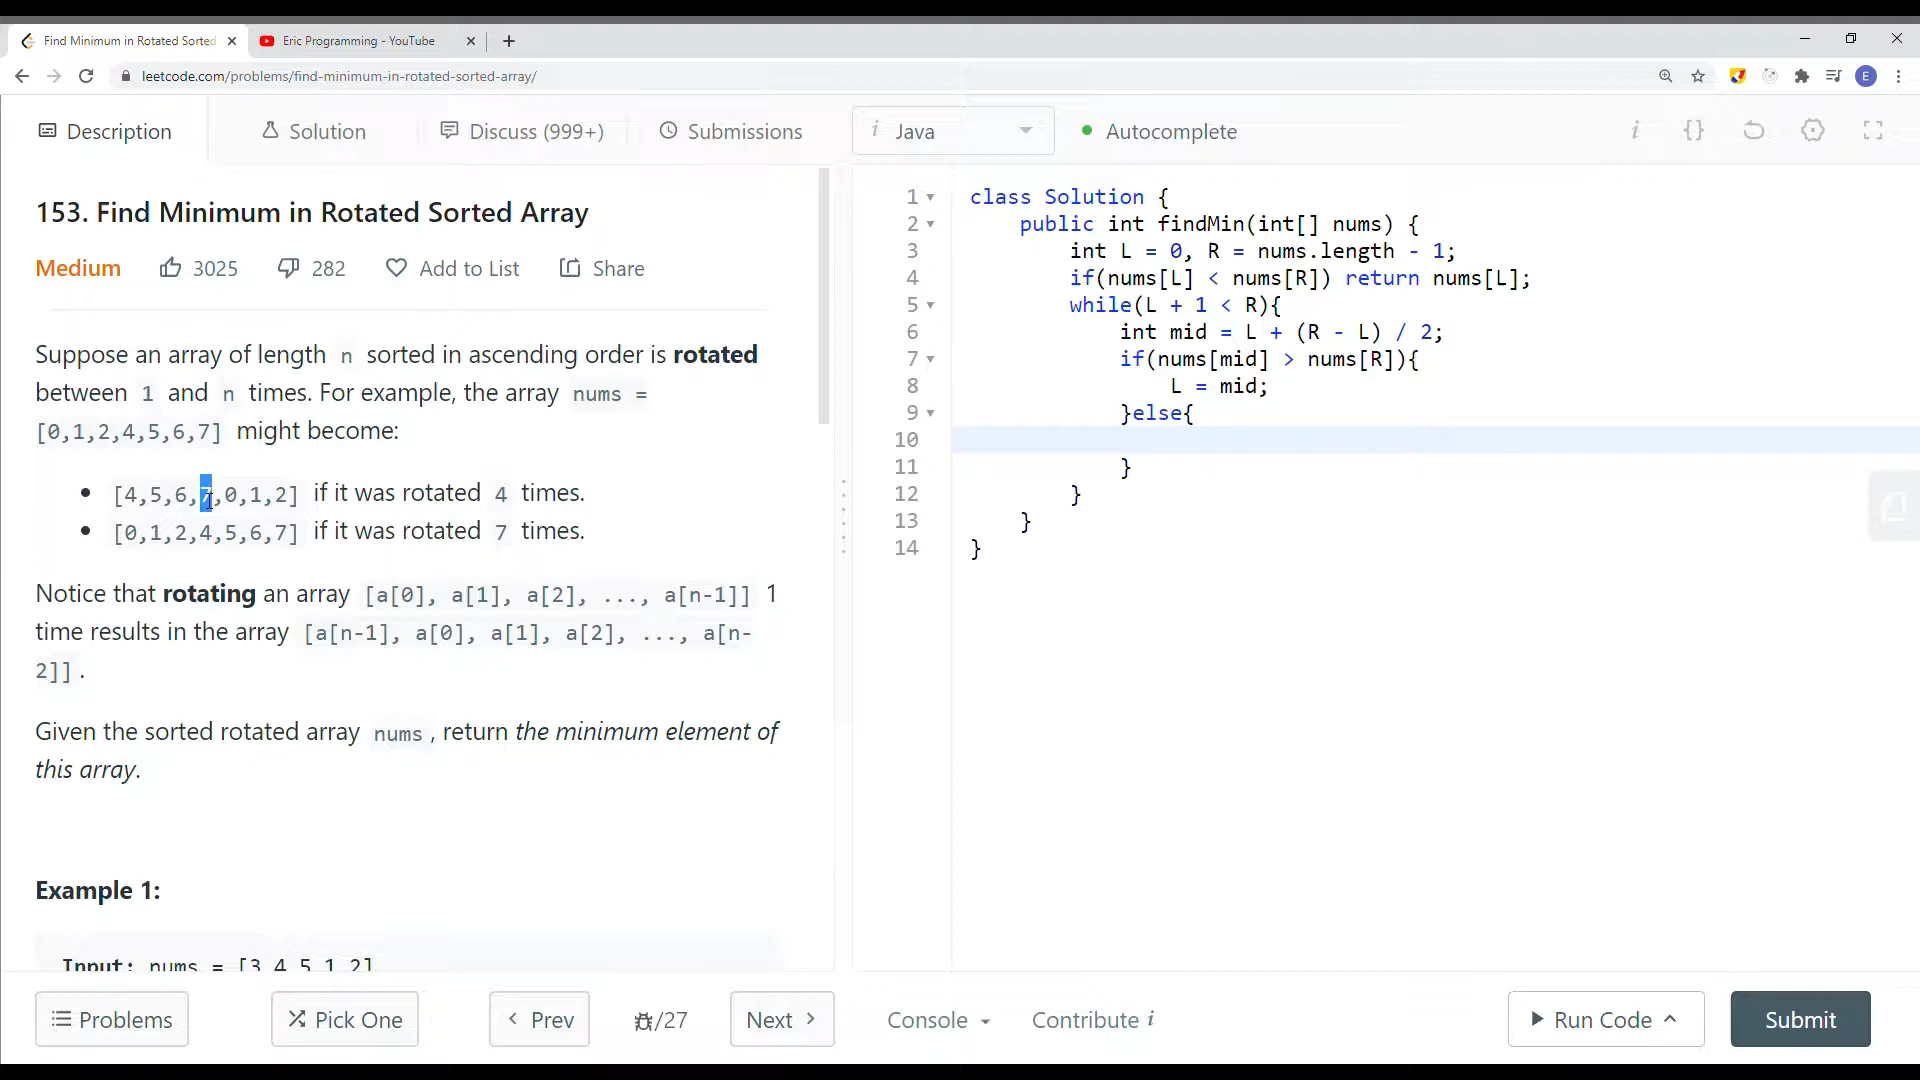 Find Minimum in Rotated Sorted
Eric Programming - YouTube
leetcode.com/problems/find-minimum-in-rotated-sorted-array/
E
Description
Solution
Discuss (999+)
Submissions
i Java
Autocomplete
i {}
153. Find Minimum in Rotated Sorted Array
Medium 3025 282 Add to List Share
Suppose an array of length n sorted in ascending order is rotated
between 1 and n times. For example, the array nums =
[0,1,2,4,5,6,7] might become:
[4,5,6,7,0,1,2] if it was rotated 4 times.
[0,1,2,4,5,6,7] if it was rotated 7 times.
Notice that rotating an array [a[0], a[1], a[2], ..., a[n-1]] 1
time results in the array [a[n-1], a[0], a[1], a[2], ..., a[n-
2]] .
Given the sorted rotated array nums , return the minimum element of
this array.
Example 1:
Input: nums = [3,4,5,1,2]
1 class Solution {
2 public int findMin(int[] nums) {
3 int L = 0, R = nums.length - 1;
4 if(nums[L] < nums[R]) return nums[L];
5 while(L + 1 < R){
6 int mid = L + (R - L) / 2;
7 if(nums[mid] > nums[R]){
8 L = mid;
9 }else{
10
11 }
12 }
13 }
14 }
Problems
Pick One
Prev
/27
Next
Console
Contribute i
Run Code
Submit